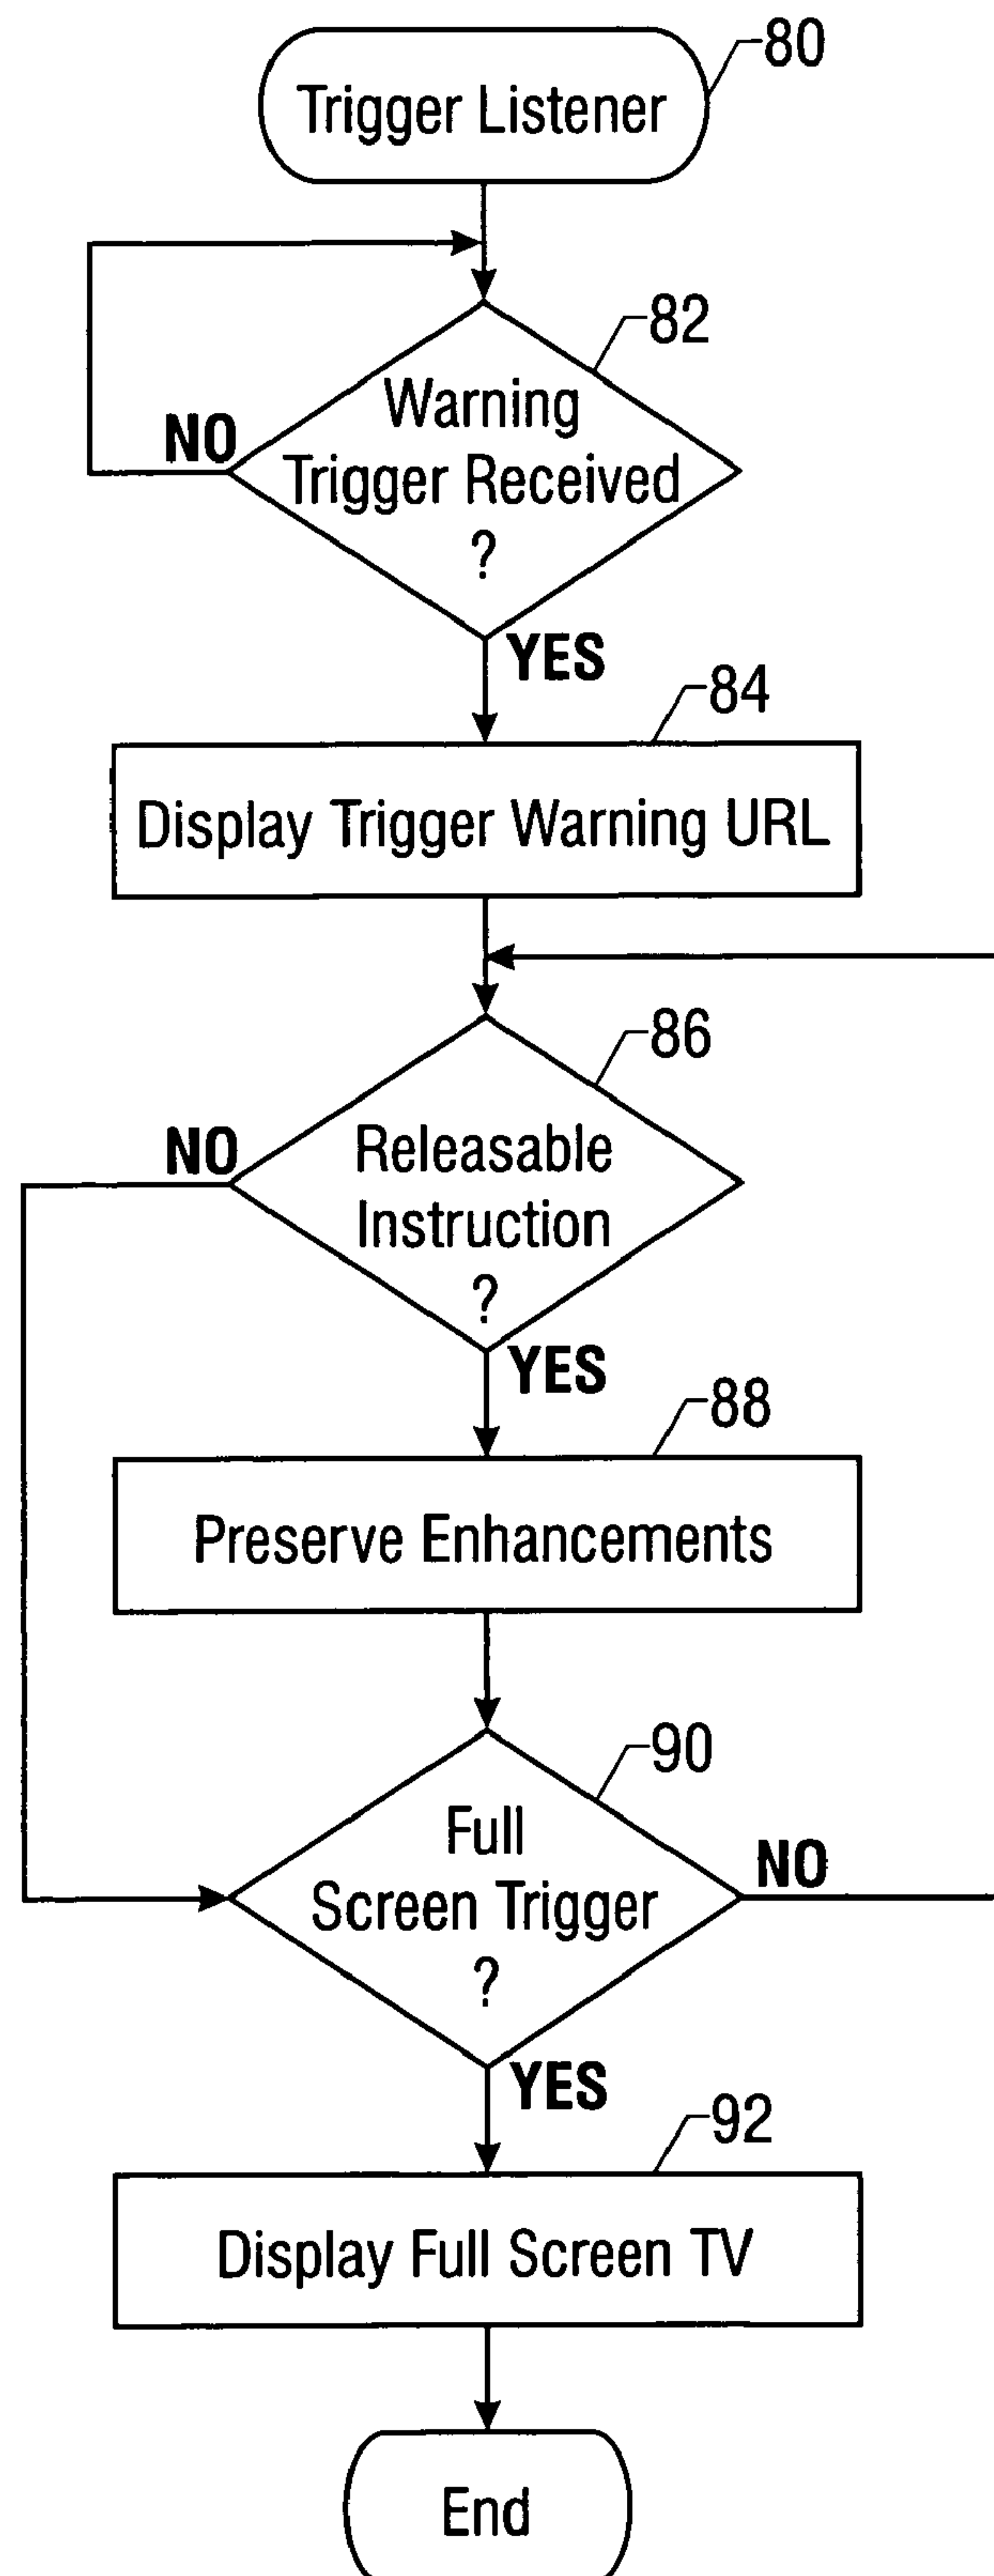 80
Trigger Listener
82
Warning
Trigger Received
?
NO
YES
84
Display Trigger Warning URL
86
Releasable
Instruction
?
NO
YES
88
Preserve Enhancements
90
Full
Screen Trigger
?
NO
YES
92
Display Full Screen TV
End